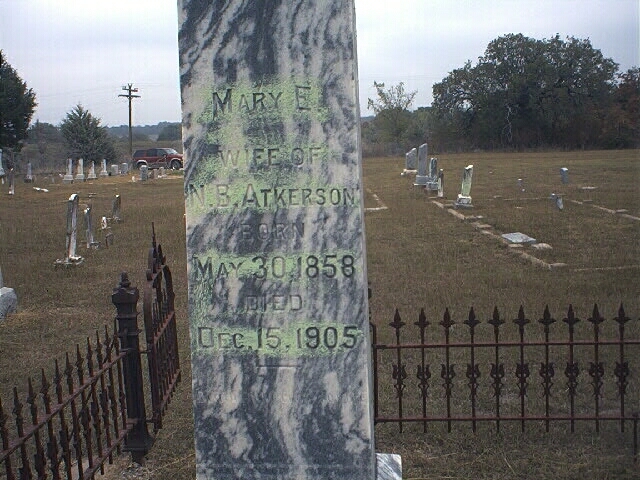 MARY E.
WIFE OF
N.B. ATKERSON
BORN
MAY. 30. 1858
DIED
DEC. 15. 1905